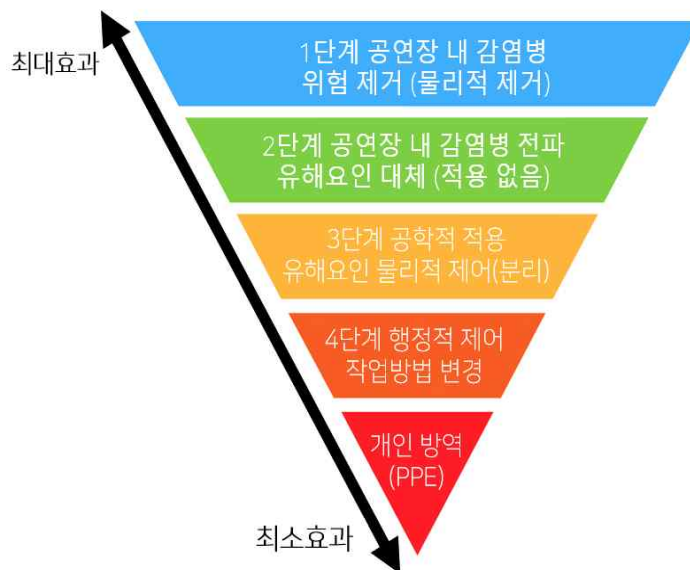 최대효과
1단계 공연장 내 감염병
위험 제거 (물리적 제거)
2단계 공연장 내 감염병 전파
유해요인 대체 (적용 없음)
3단계 공학적 적용
유해요인 물리적 제어(분리)
4단계 행정적 제어
작업방법 변경
개인 방역
(PPE)
최소효과